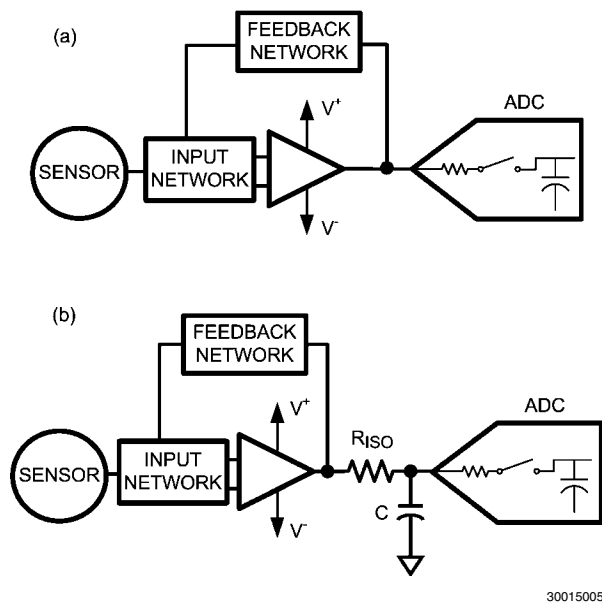 (a)
FEEDBACK
NETWORK
V+
ADC
SENSOR
INPUT
NETWORK
V-
(b)
FEEDBACK
NETWORK
V+
ADC
RISO
SENSOR
INPUT
NETWORK
C
V-
30015005